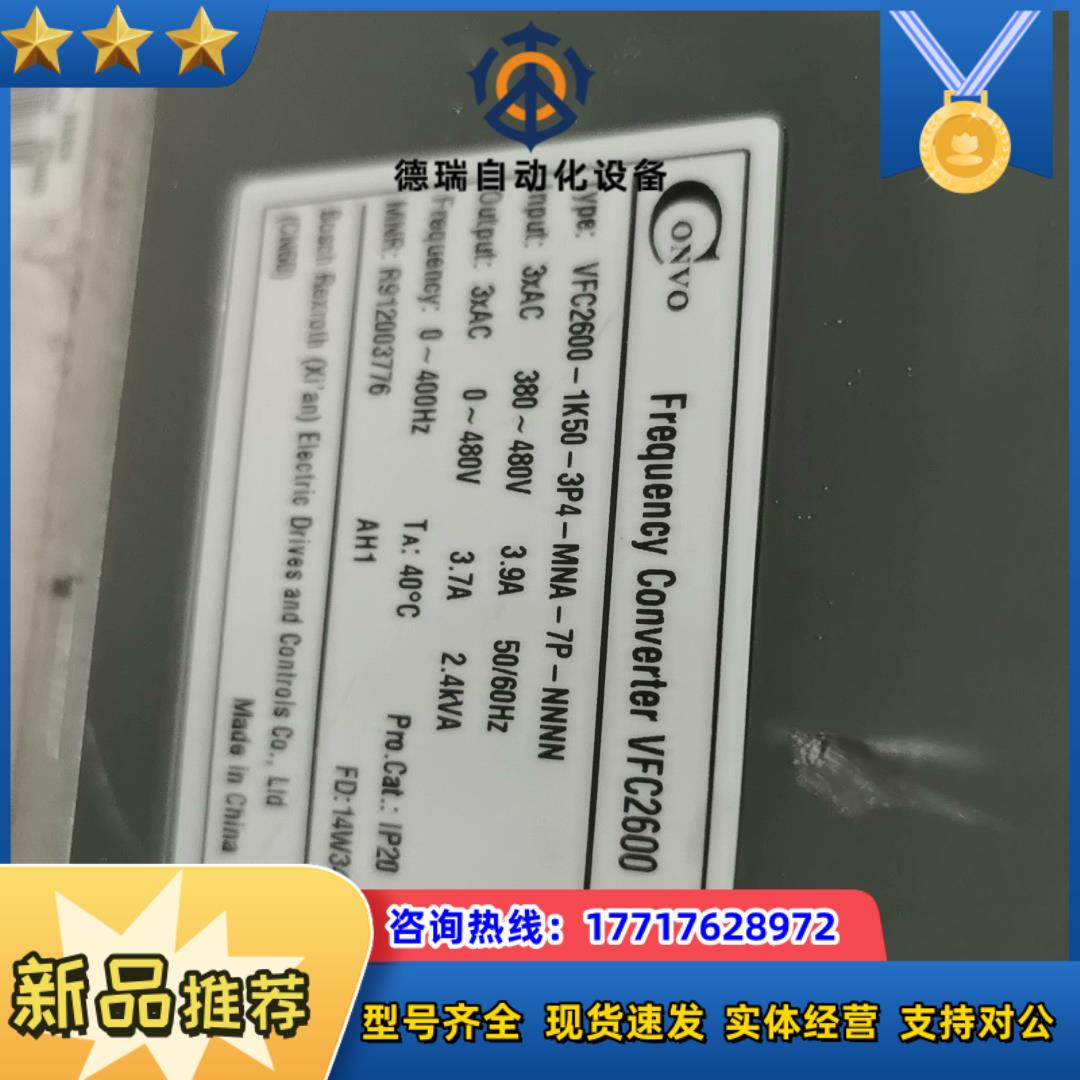 德瑞自动化设备
CONVO
Frequency Converter VFC2600
Type: VFC2600-1K50-3P4-MNA-7P-NNNN
Input: 3xAC 380~480V 3.9A 50/60Hz
Output: 3xAC 0~480V 3.7A 2.4kVA
Frequency: 0~400Hz TA: 40°C Pro.Cat.: IP20
MNR: R912003776 AH1 FD:14W3
Bosch Rexroth (Xi'an) Electric Drives and Controls Co., Ltd
Made in China
咨询热线：17717628972
新品推荐
型号齐全 现货速发 实体经营 支持对公